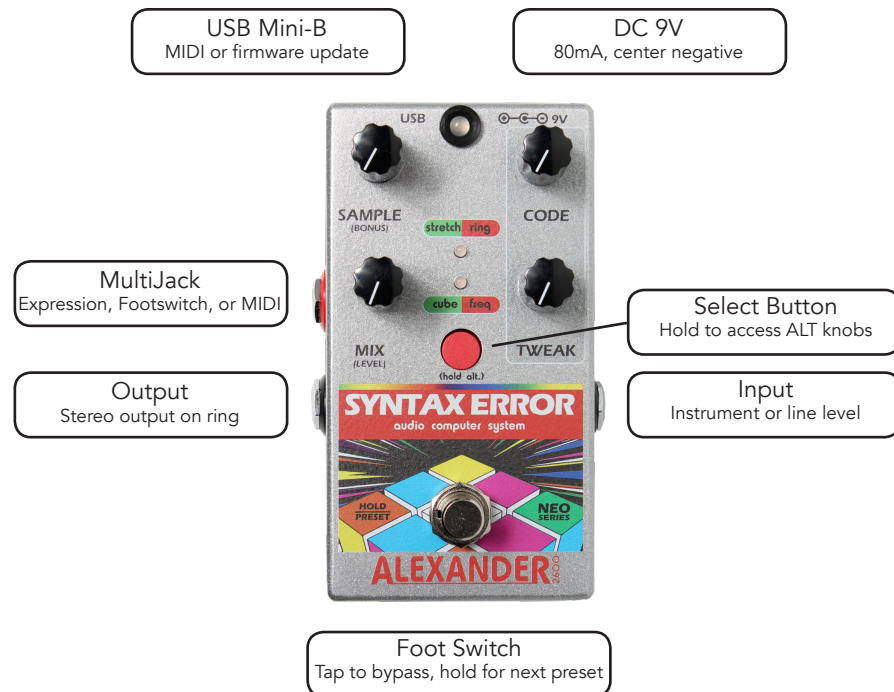 USB Mini-B
MIDI or firmware update
DC 9V
80mA, center negative
USB
9V
SAMPLE
(BONUS)
stretch ring
CODE
MultiJack
Expression, Footswitch, or MIDI
cube freq
Select Button
Hold to access ALT knobs
MIX
(LEVEL)
TWEAK
(hold alt.)
Output
Stereo output on ring
Input
Instrument or line level
SYNTAX ERROR
audio computer system
HOLD
PRESET
NEO
SERIES
ALEXANDER
2600
Foot Switch
Tap to bypass, hold for next preset